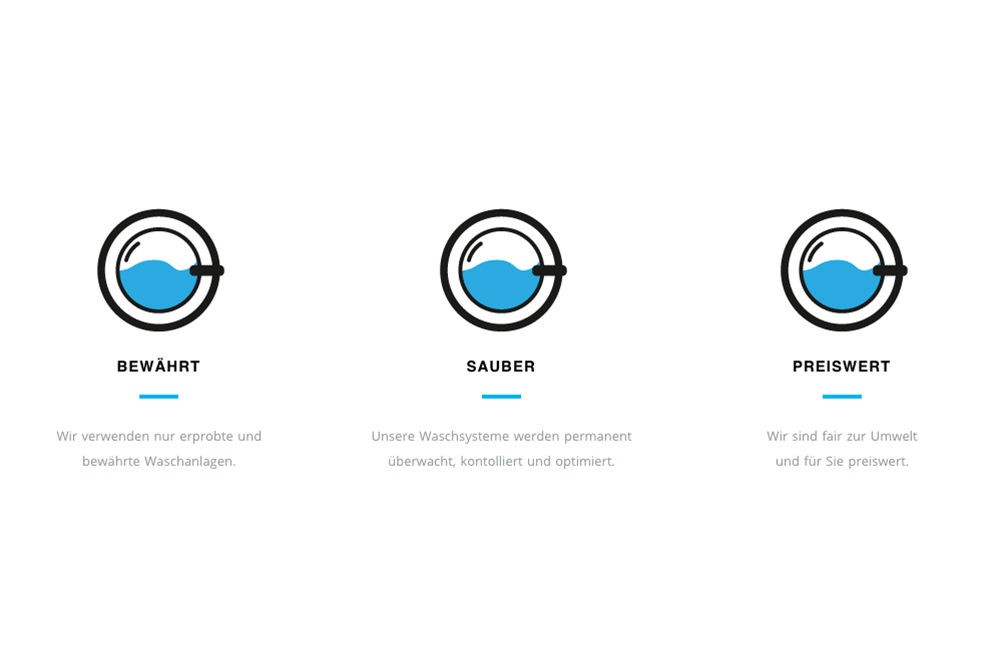 BEWÄHRT
Wir verwenden nur erprobte und
bewährte Waschanlagen.
SAUBER
Unsere Waschsysteme werden permanent
überwacht, kontolliert und optimiert.
PREISWERT
Wir sind fair zur Umwelt
und für Sie preiswert.